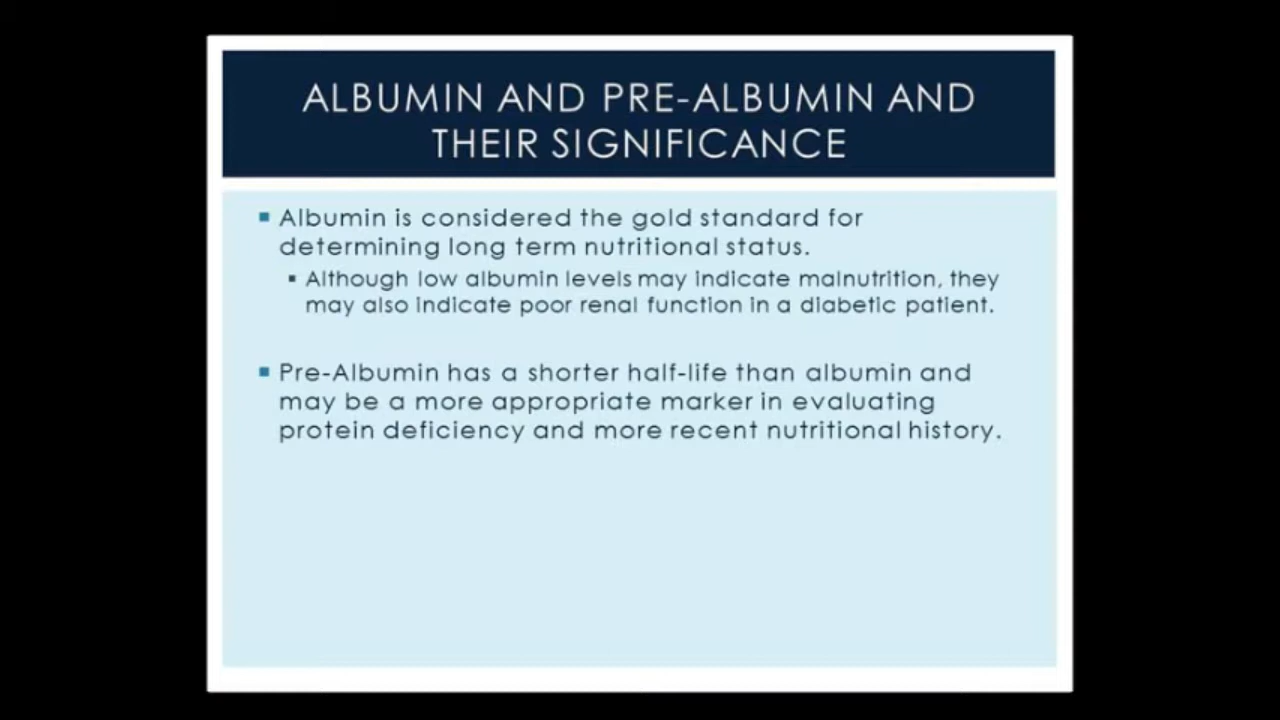 ALBUMIN AND PRE-ALBUMIN AND
THEIR SIGNIFICANCE
Albumin is considered the gold standard for
determining long term nutritional status.
Although low albumin levels may indicate malnutrition, they
may also indicate poor renal function in a diabetic patient.
Pre-Albumin has a shorter half-life than albumin and
may be a more appropriate marker in evaluating
protein deficiency and more recent nutritional history.